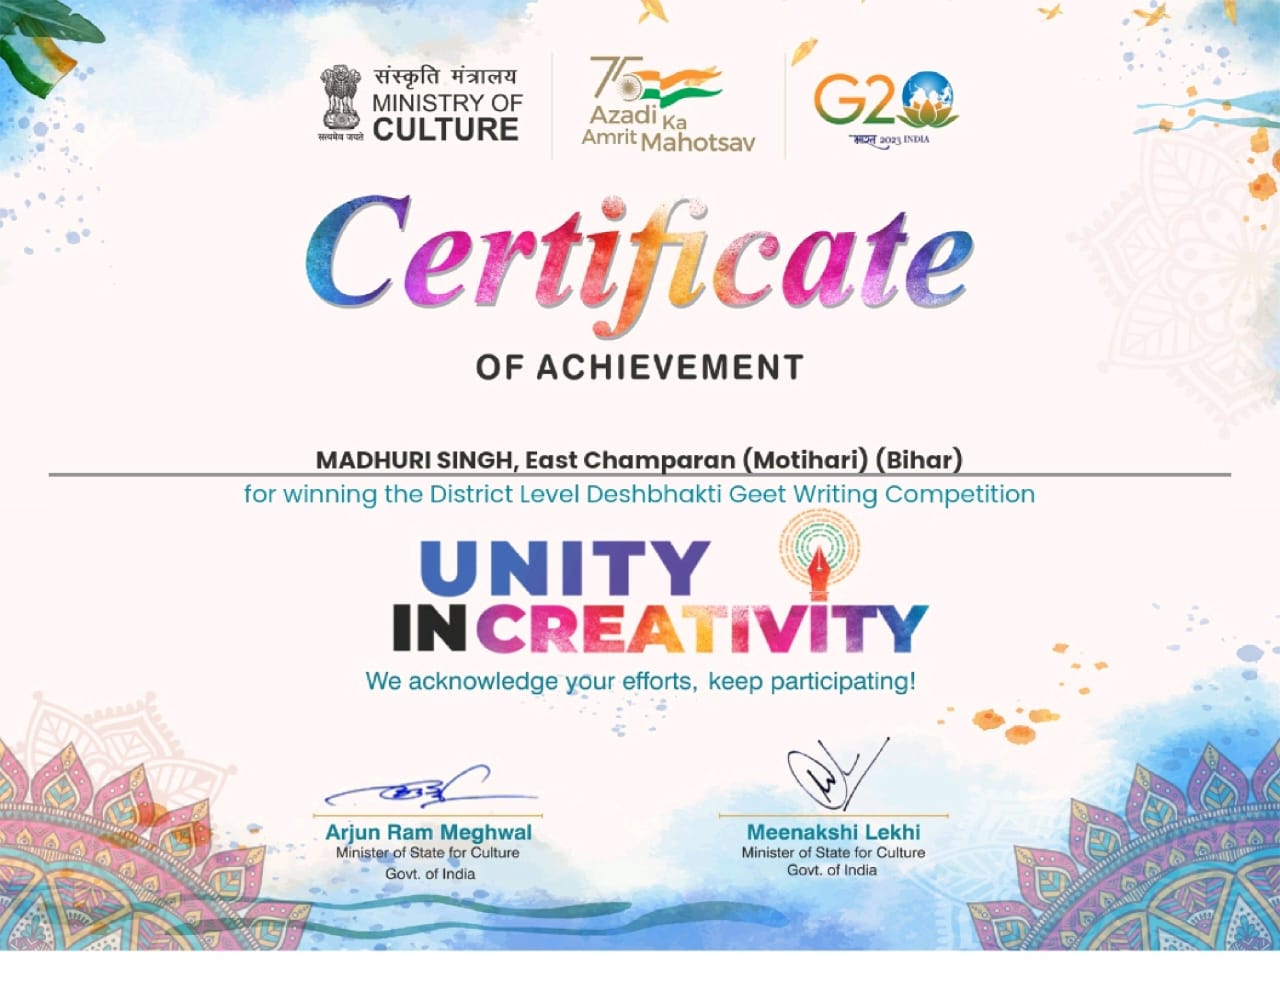 संस्कृति मंत्रालय
MINISTRY OF
CULTURE
सत्यमेव जयते
75
Azadi Ka
Amrit Mahotsav
G20
भारत 2023 INDIA
Certificate
OF ACHIEVEMENT
MADHURI SINGH, East Champaran (Motihari) (Bihar)
for winning the District Level Deshbhakti Geet Writing Competition
UNITY
IN CREATIVITY
We acknowledge your efforts, keep participating!
Arjun Ram Meghwal
Minister of State for Culture
Govt. of India
Meenakshi Lekhi
Minister of State for Culture
Govt. of India